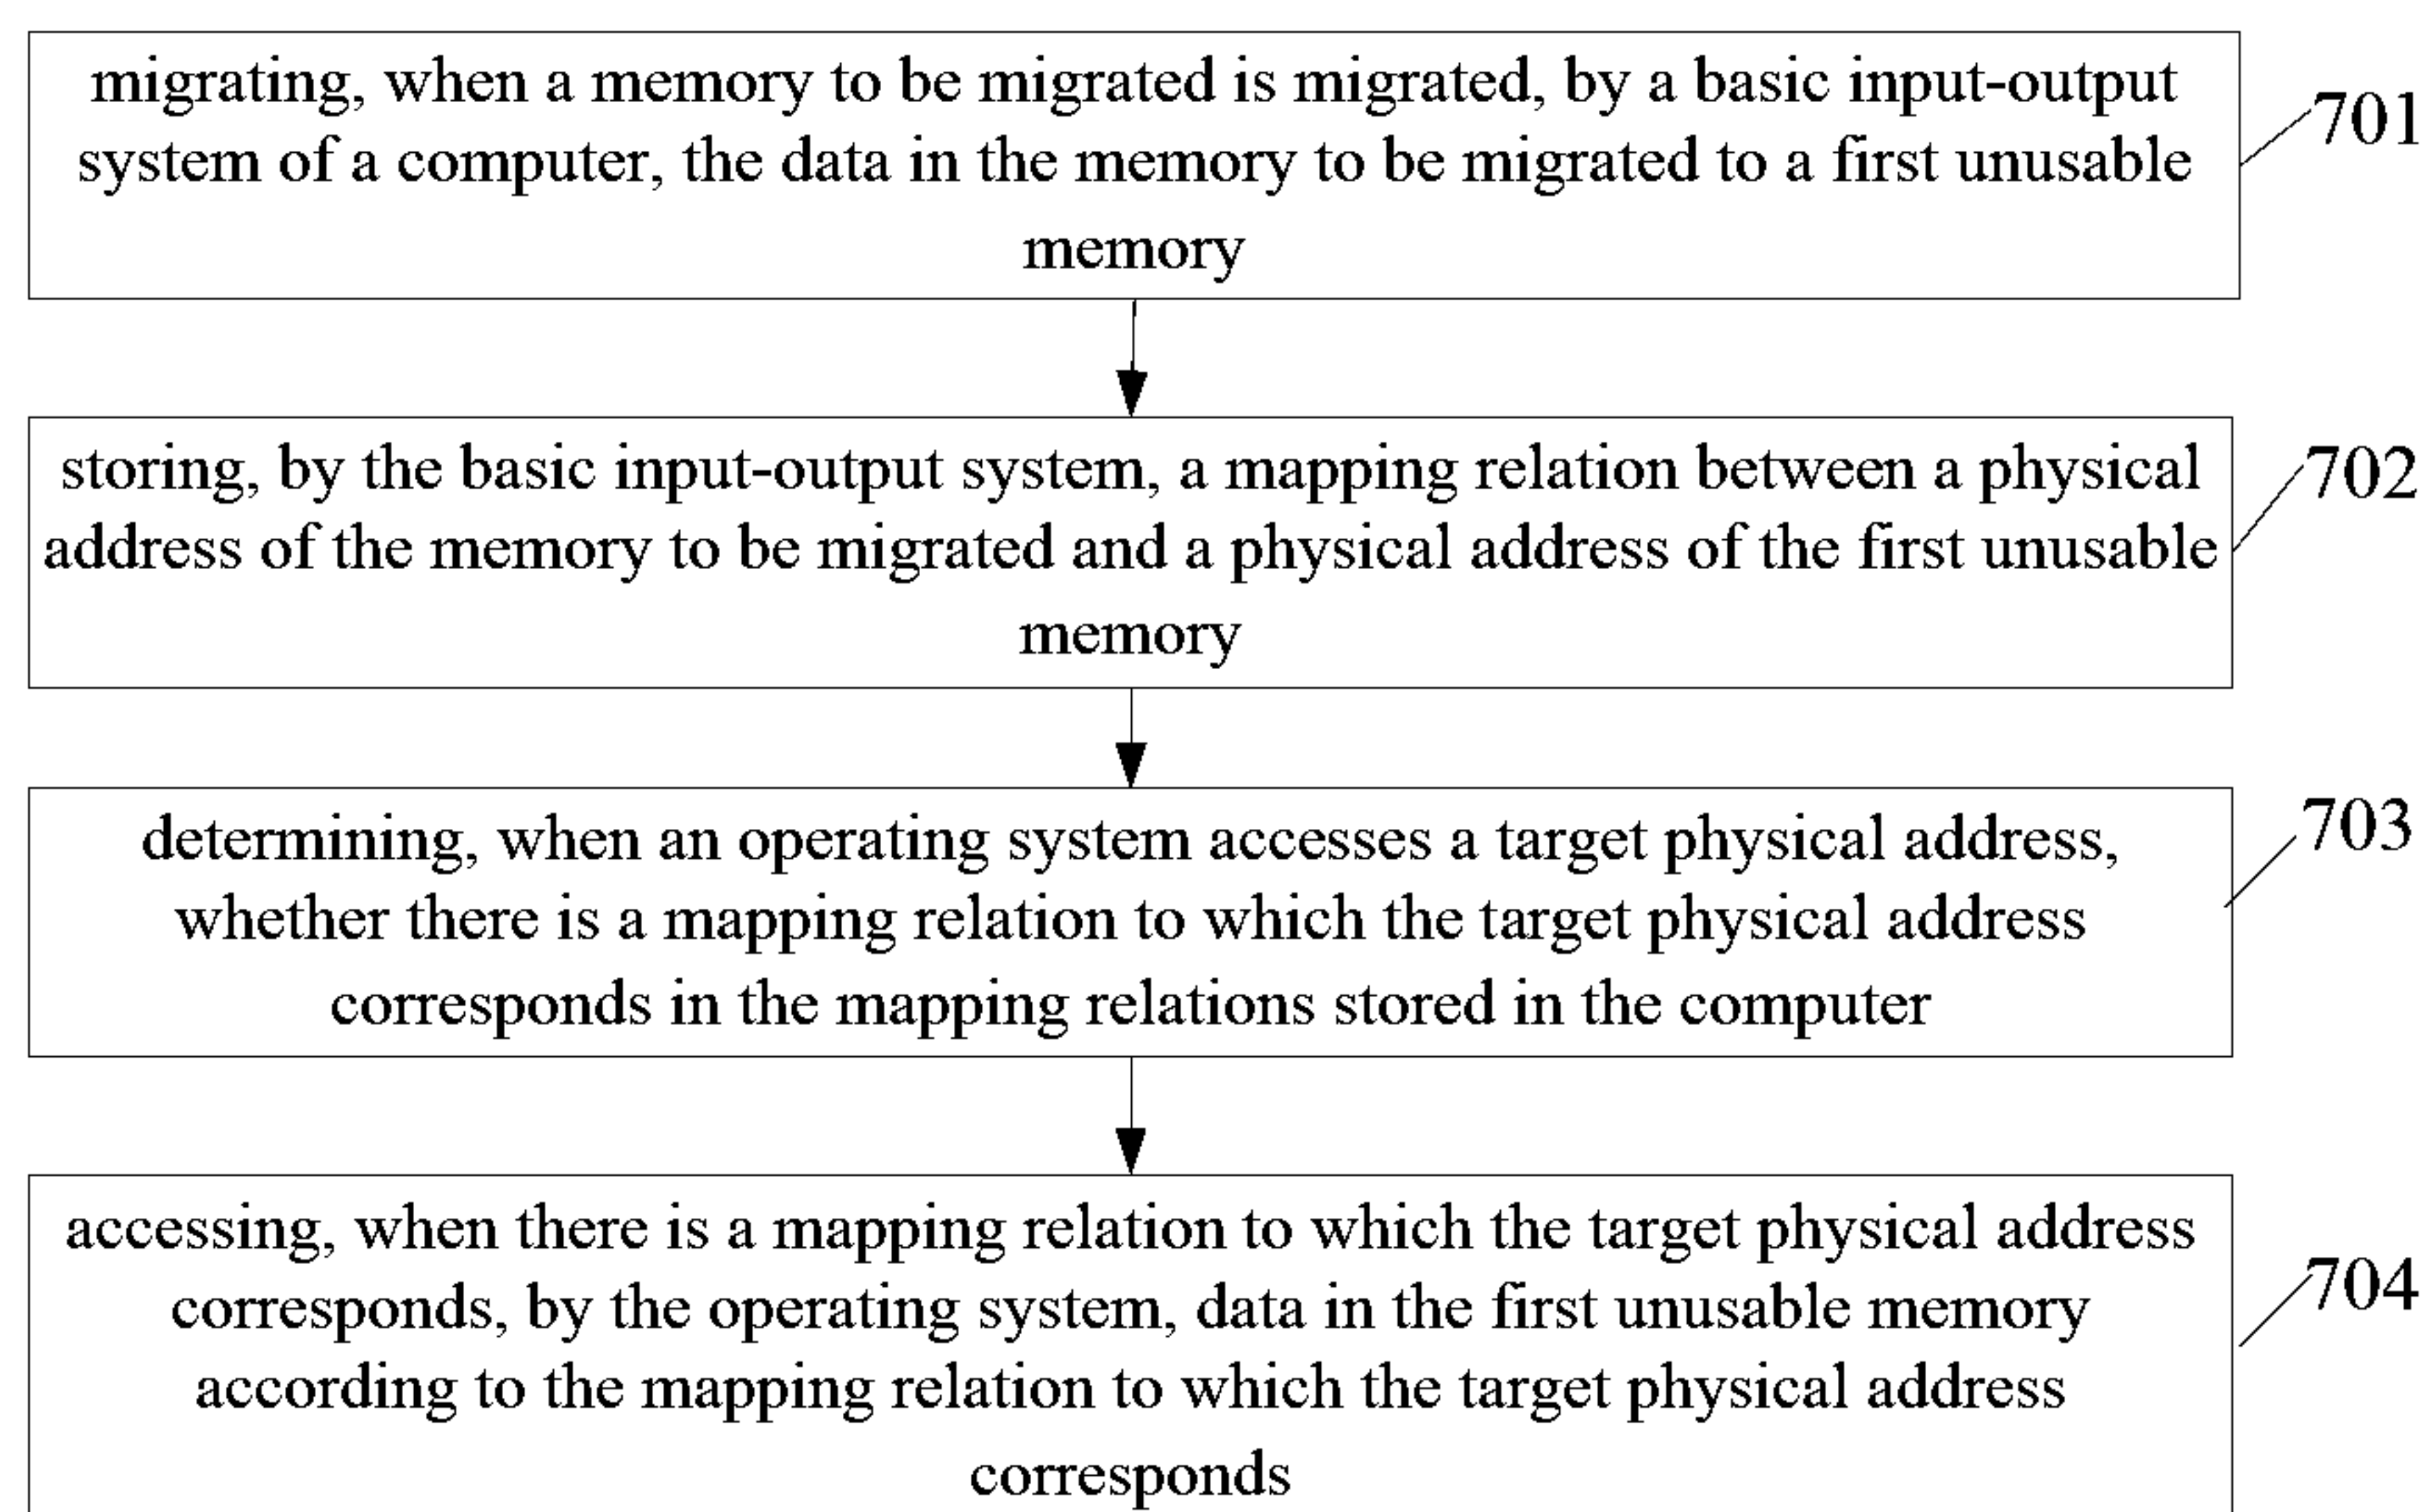 migrating, when a memory to be migrated is migrated, by a basic input-output
system of a computer, the data in the memory to be migrated to a first unusable
memory
701
storing, by the basic input-output system, a mapping relation between a physical
address of the memory to be migrated and a physical address of the first unusable
memory
702
determining, when an operating system accesses a target physical address,
whether there is a mapping relation to which the target physical address
corresponds in the mapping relations stored in the computer
703
accessing, when there is a mapping relation to which the target physical address
corresponds, by the operating system, data in the first unusable memory
according to the mapping relation to which the target physical address
corresponds
704